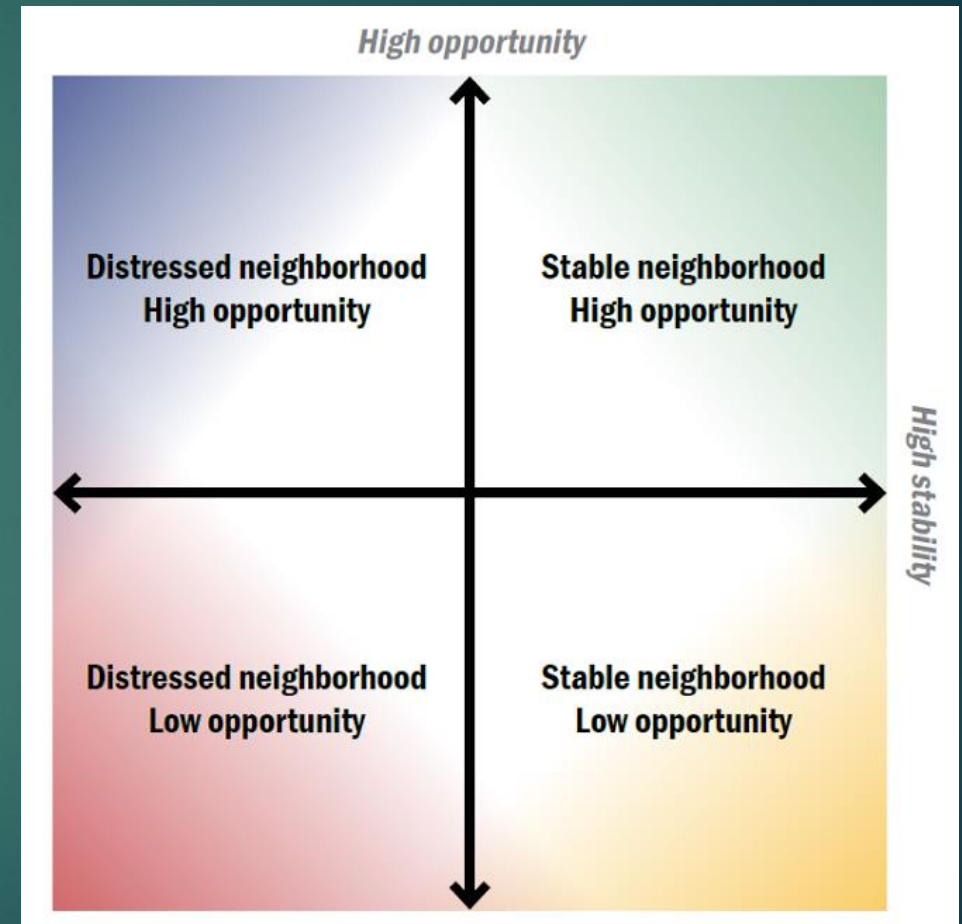 High opportunity
Distressed neighborhood
High opportunity
Stable neighborhood
High opportunity
High stability
Distressed neighborhood
Low opportunity
Stable neighborhood
Low opportunity